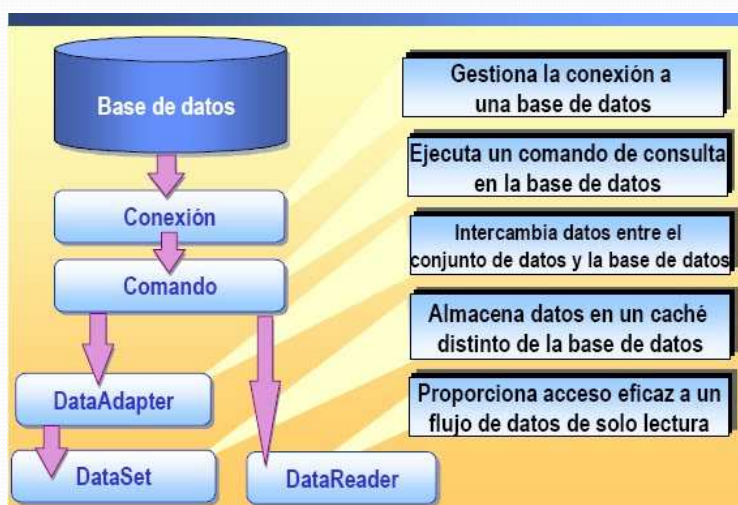 Base de datos
Conexión
Comando
DataAdapter
DataSet
DataReader
Gestiona la conexión a
una base de datos
Ejecuta un comando de consulta
en la base de datos
Intercambia datos entre el
conjunto de datos y la base de datos
Almacena datos en un caché
distinto de la base de datos
Proporciona acceso eficaz a un
flujo de datos de solo lectura